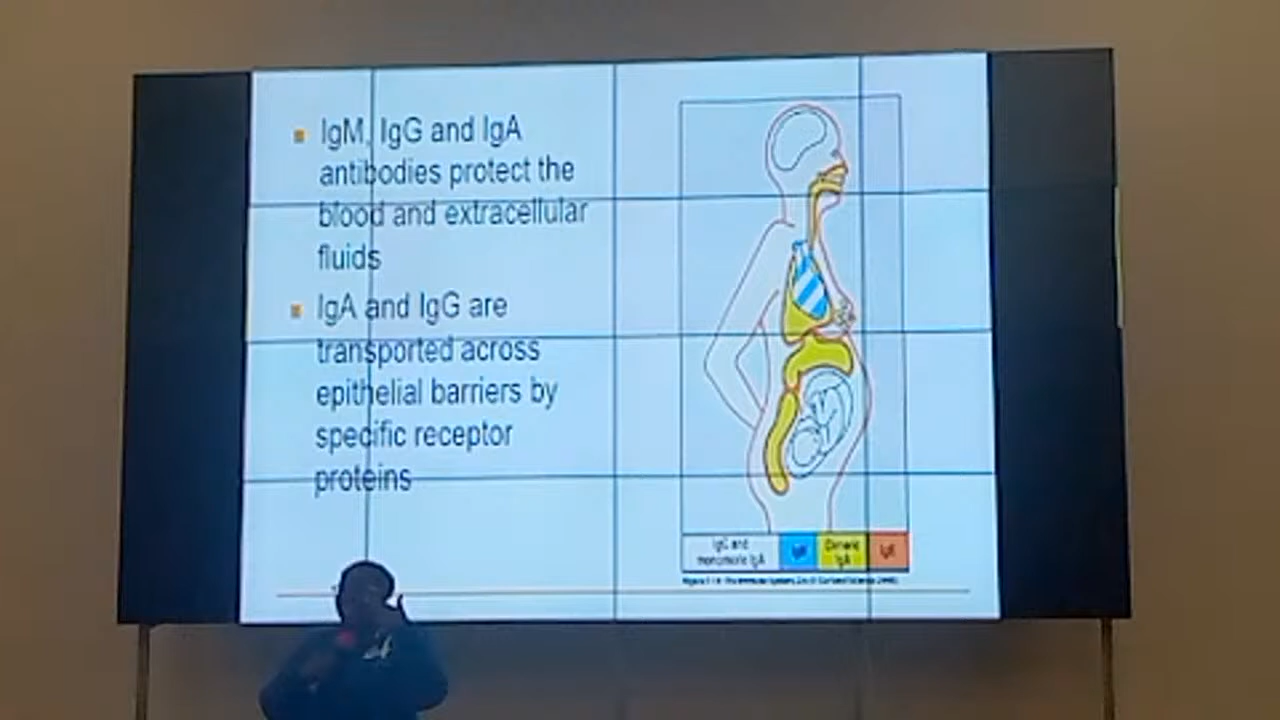 IgM, IgG and IgA
antibodies protect the
blood and extracellular
fluids
IgA and IgG are
transported across
epithelial barriers by
specific receptor
proteins
IgG and
monomeric IgA
Dimeric
IgA